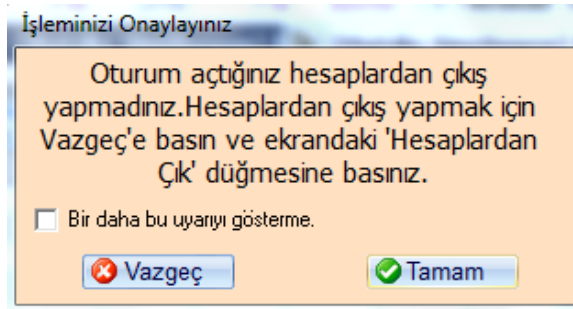 İşleminizi Onaylayınız
Oturum açtığınız hesaplardan çıkış
yapmadınız.Hesaplardan çıkış yapmak için
Vazgeç'e basın ve ekrandaki 'Hesaplardan
Çık' düğmesine basınız.
Bir daha bu uyarıyı gösterme.
Vazgeç
Tamam